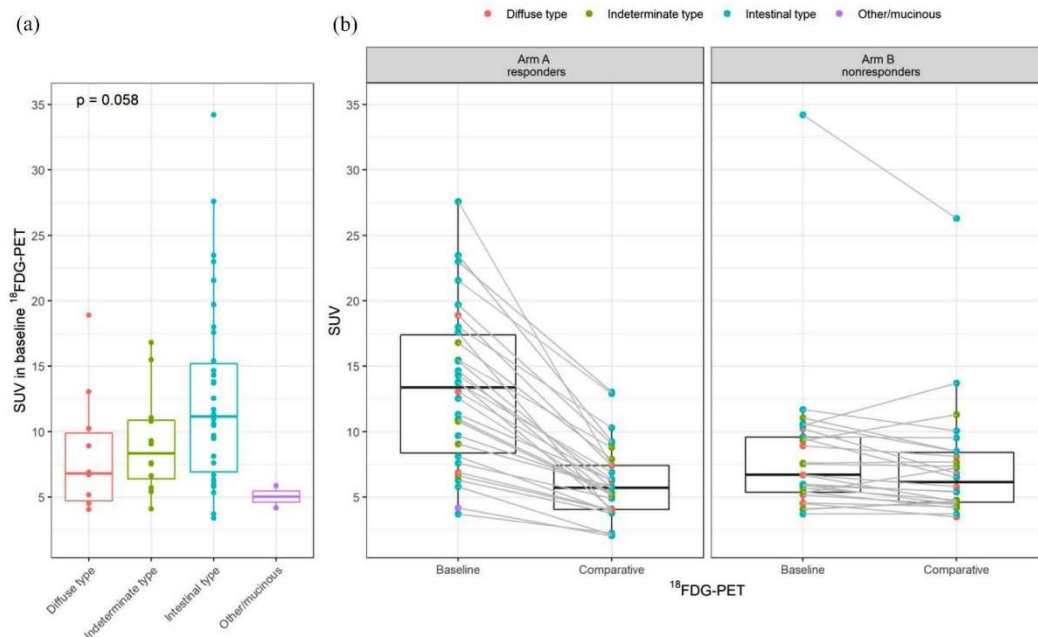 (a)
(b)
Diffuse type
Indeterminate type
Intestinal type
Other/mucinous
p = 0.058
SUV in baseline ¹⁸FDG-PET
35
30
25
20
15
10
5
Diffuse type
Indeterminate type
Intestinal type
Other/mucinous
Arm A
responders
Arm B
nonresponders
SUV
35
30
25
20
15
10
5
Baseline
Comparative
Baseline
Comparative
¹⁸FDG-PET